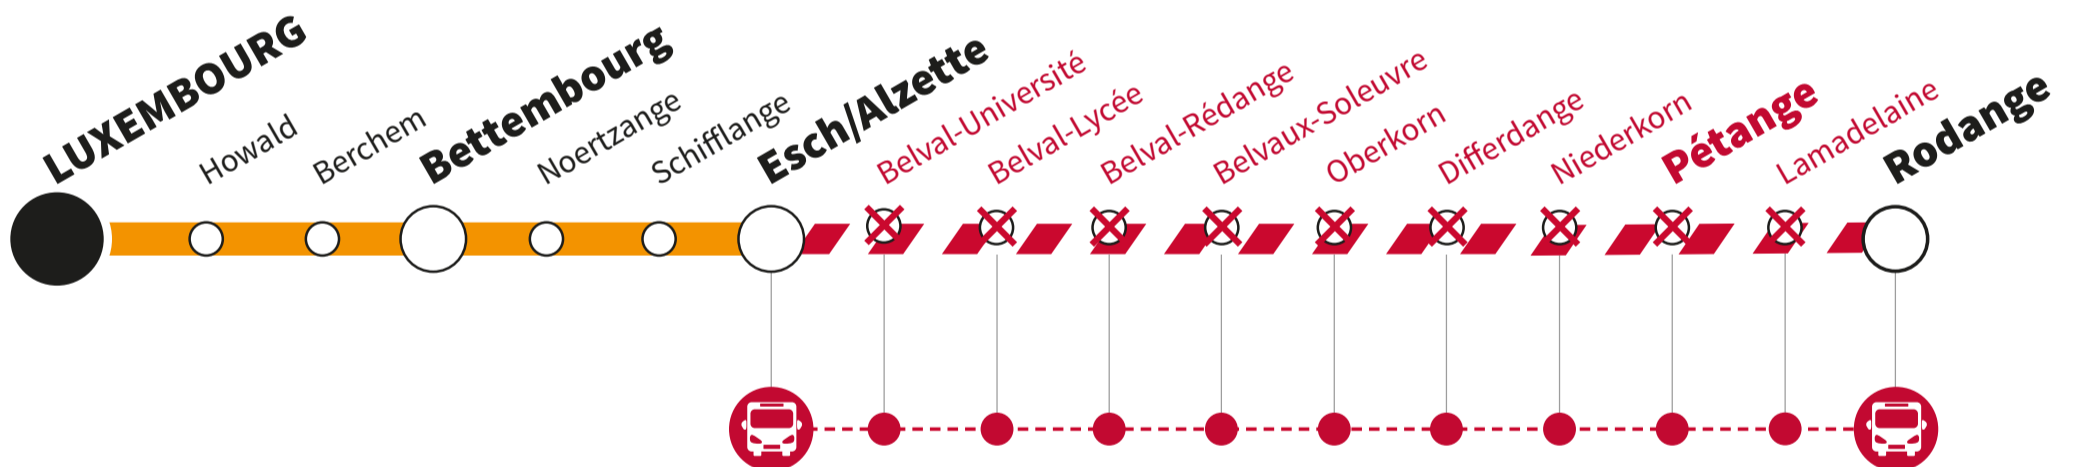 LUXEMBOURG
Howald
Berchem
Bettembourg
Noertzange
Schifflange
Esch/Alzette
Belval-Université
Belval-Lycée
Belval-Rédange
Belvaux-Soleuvre
Oberkorn
Differdange
Niederkorn
Pétange
Lamadelaine
Rodange